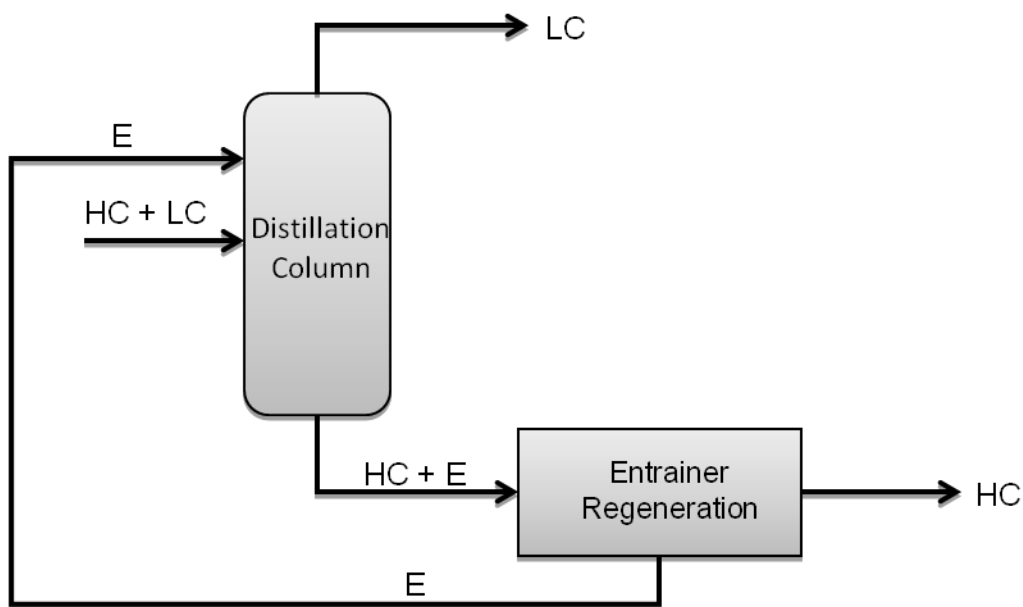 LC
E
HC + LC
Distillation
Column
HC + E
Entrainer
Regeneration
HC
E